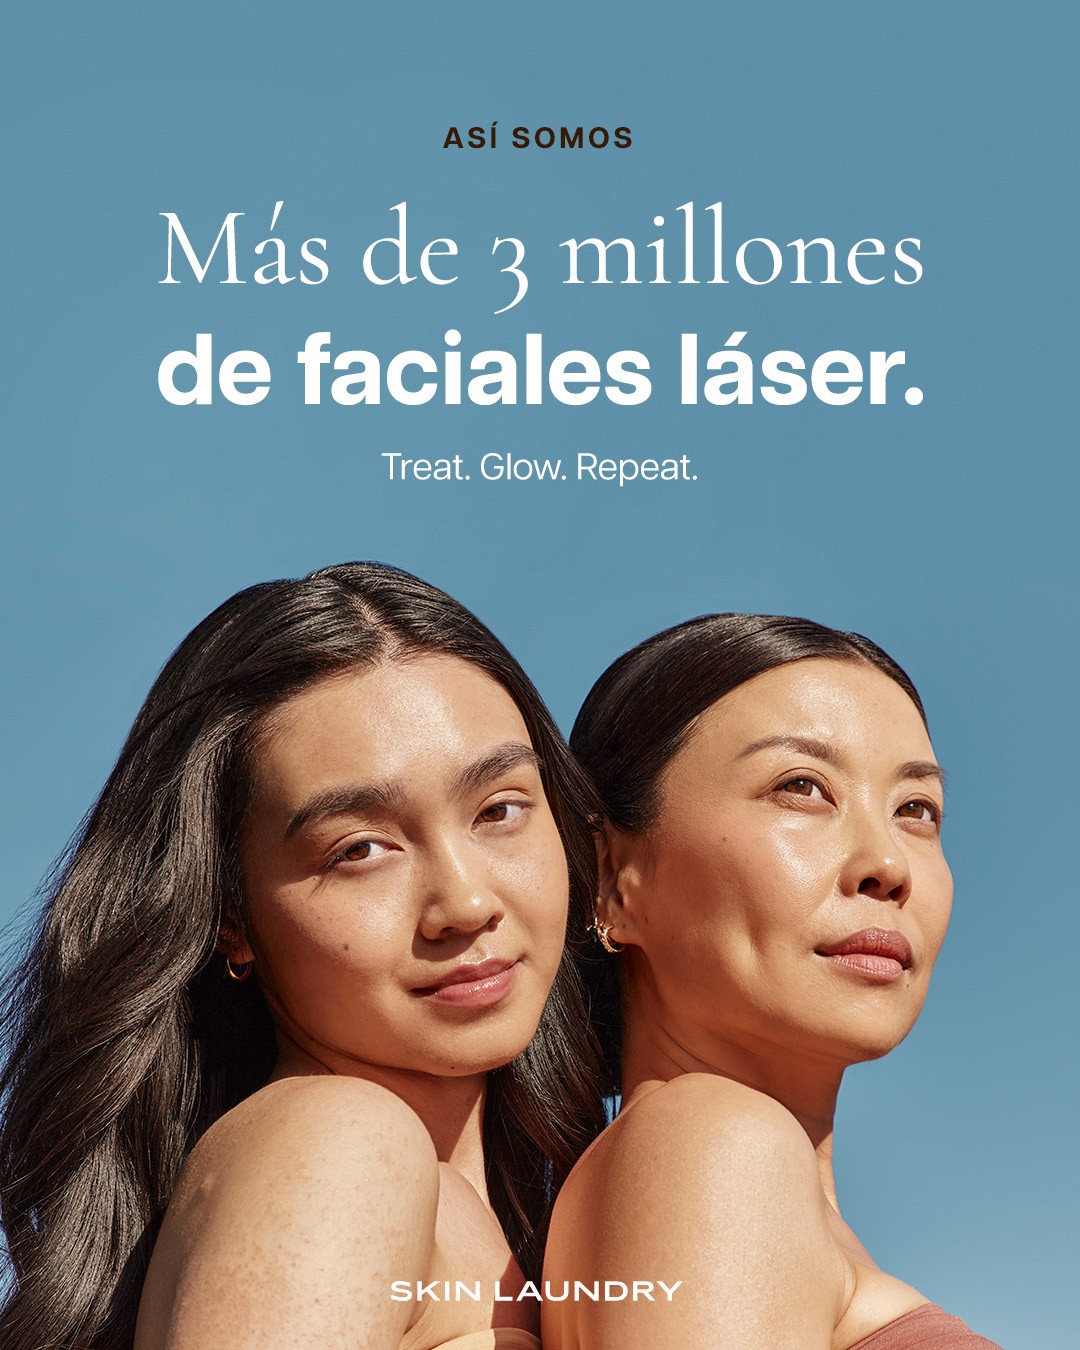 ASÍ SOMOS
Más de 3 millones
de faciales láser.
Treat. Glow. Repeat.
SKIN LAUNDRY